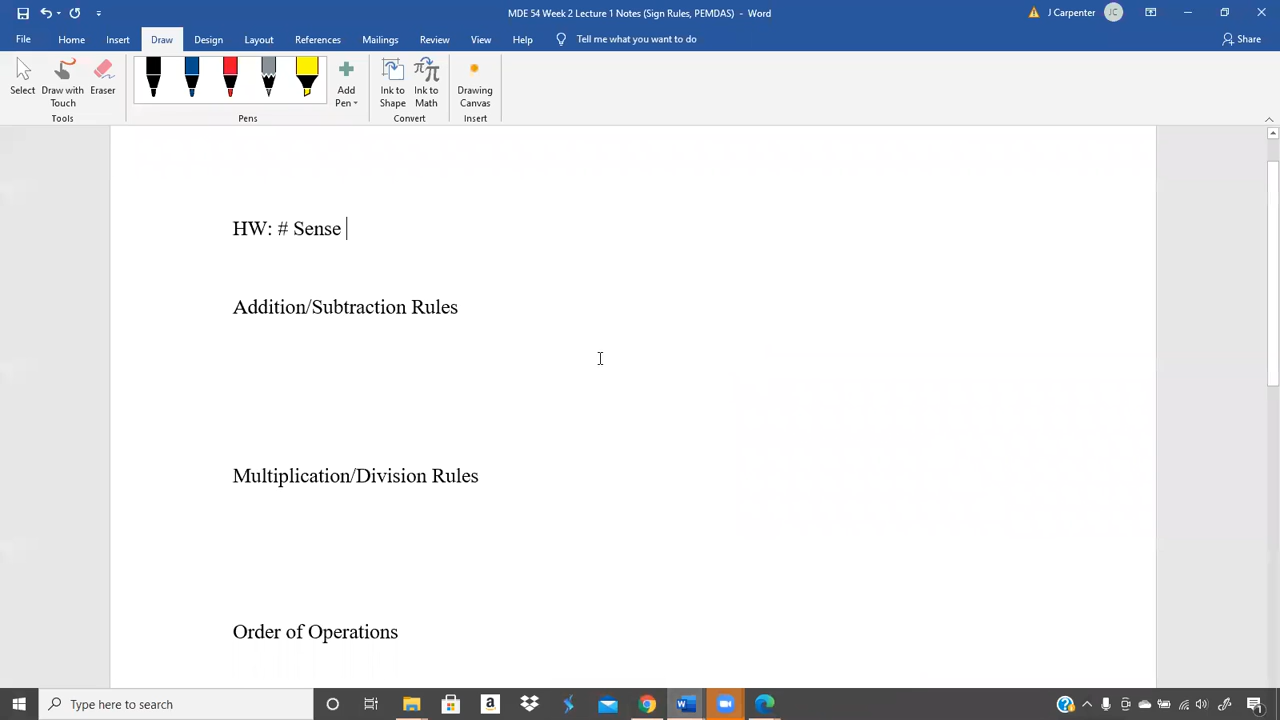 MDE 54 Week 2 Lecture 1 Notes (Sign Rules, PEMDAS) - Word
J Carpenter
JC
File Home Insert Draw Design Layout References Mailings Review View Help Tell me what you want to do
Share
Select
Draw with Touch
Eraser
Add Pen
Ink to Shape
Ink to Math
Drawing Canvas
Tools
Pens
Convert
Insert
HW: # Sense
Addition/Subtraction Rules
Multiplication/Division Rules
Order of Operations
Type here to search